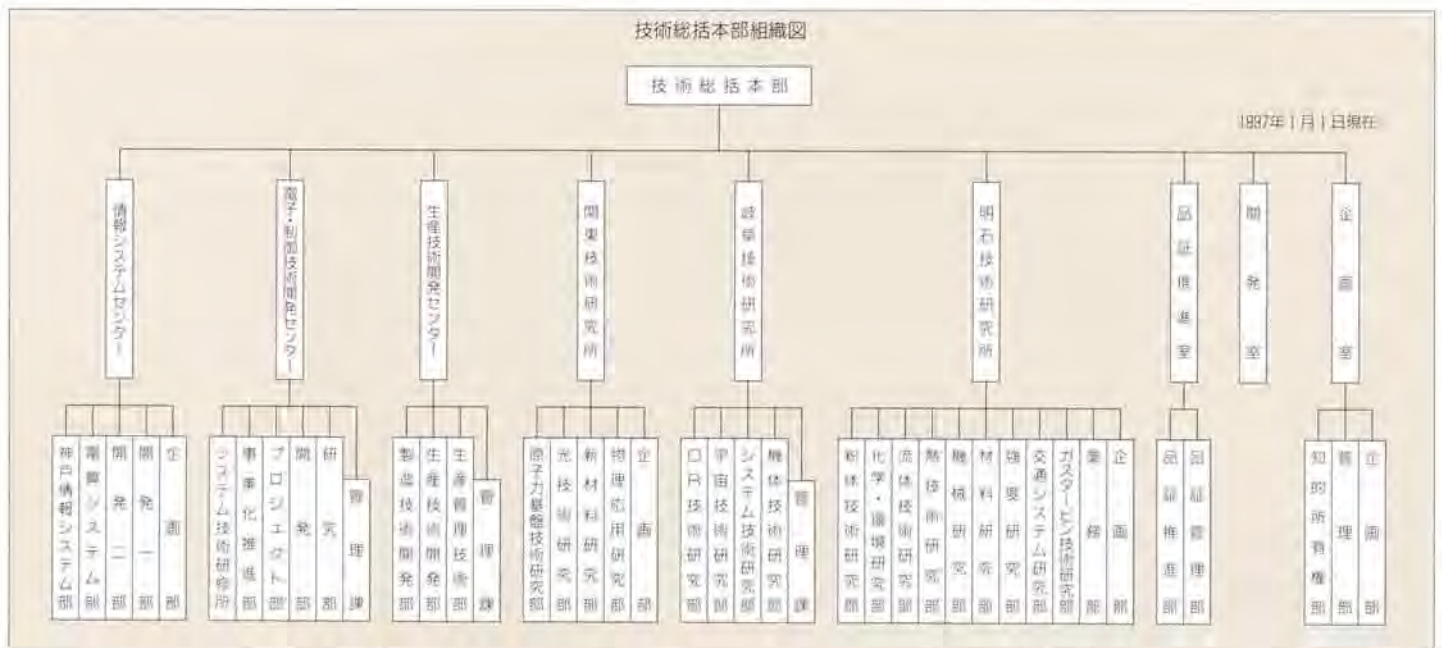 技術総括本部組織図
技術総括本部
1997年1月1日現在
情報システムセンター
電子・制御技術開発センター
生産技術開発センター
関東技術研究所
岐阜技術研究所
明石技術研究所
品証推進室
開発室
企画室
神戸情報システム部
電算システム部
開発二部
開発一部
企画部
システム技術研究所
事業化推進部
プロジェクト部
開発部
研究部
管理課
製造技術開発部
生産技術開発部
生産管理技術部
管理課
原子力基盤技術研究部
光技術研究部
新材料研究部
物理応用研究部
企画部
ロR技術研究部
宇宙技術研究部
システム技術研究部
機体技術研究部
管理課
粉体技術研究部
化学・環境研究部
流体技術研究部
熱技術研究部
機械研究部
材料研究部
強度研究部
交通システム研究部
ガスタービン技術研究部
業務部
企画部
品証推進部
品証管理部
知的所有権部
管理部
企画部